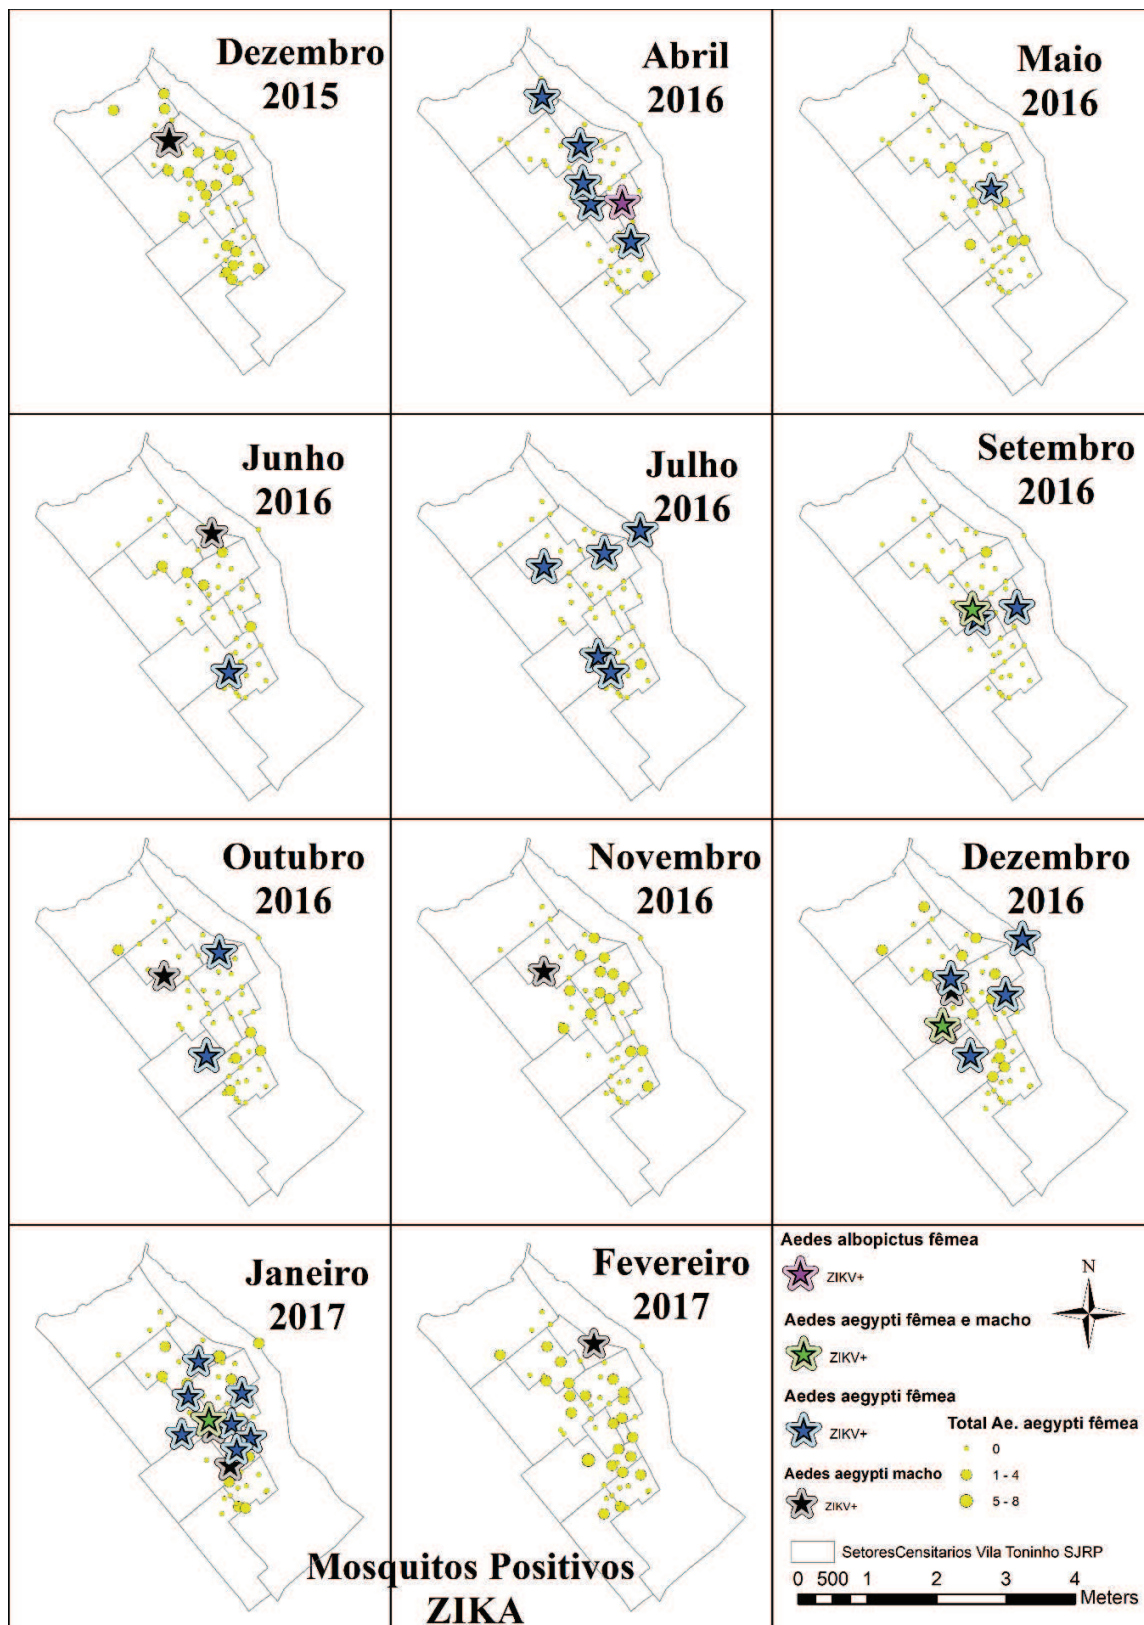 Dezembro
2015
Abril
2016
Maio
2016
Junho
2016
Julho
2016
Setembro
2016
Outubro
2016
Novembro
2016
Dezembro
2016
Janeiro
2017
Fevereiro
2017
Mosquitos Positivos
ZIKA
Aedes albopictus fêmea
ZIKV+
N
Aedes aegypti fêmea e macho
ZIKV+
Aedes aegypti fêmea
ZIKV+
Aedes aegypti macho
ZIKV+
Total Ae. aegypti fêmea
0
1 - 4
5 - 8
SetoresCensitarios Vila Toninho SJRP
0 500 1 2 3 4
Meters